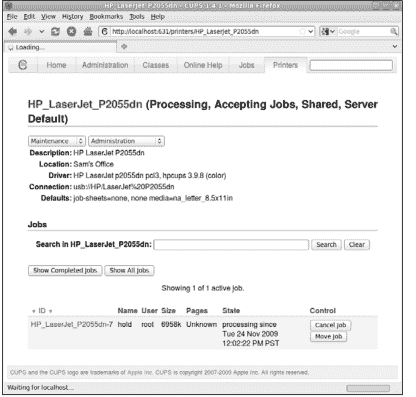 HP LaserJet P2055dn - CUPS 1.4.1 - Mozilla Firefox
File Edit View History Bookmarks Tools Help
http://localhost:631/printers/HP_LaserJet_P2055dn
Google
Loading...
Home Administration Classes Online Help Jobs Printers
HP_LaserJet_P2055dn (Processing, Accepting Jobs, Shared, Server Default)
Maintenance Administration
Description: HP LaserJet P2055dn
Location: Sam's Office
Driver: HP LaserJet p2055dn pcl3, hpcups 3.9.8 (color)
Connection: usb://HP/LaserJet%20P2055dn
Defaults: job-sheets=none, none media=na_letter_8.5x11in
Jobs
Search in HP_LaserJet_P2055dn: Search Clear
Show Completed Jobs Show All Jobs
Showing 1 of 1 active job.
ID Name User Size Pages State Control
HP_LaserJet_P2055dn-7 hold root 6958k Unknown processing since
Tue 24 Nov 2009
12:02:22 PM PST
Cancel Job
Move Job
CUPS and the CUPS logo are trademarks of Apple Inc. CUPS is copyright 2007-2009 Apple Inc. All rights reserved.
Waiting for localhost...